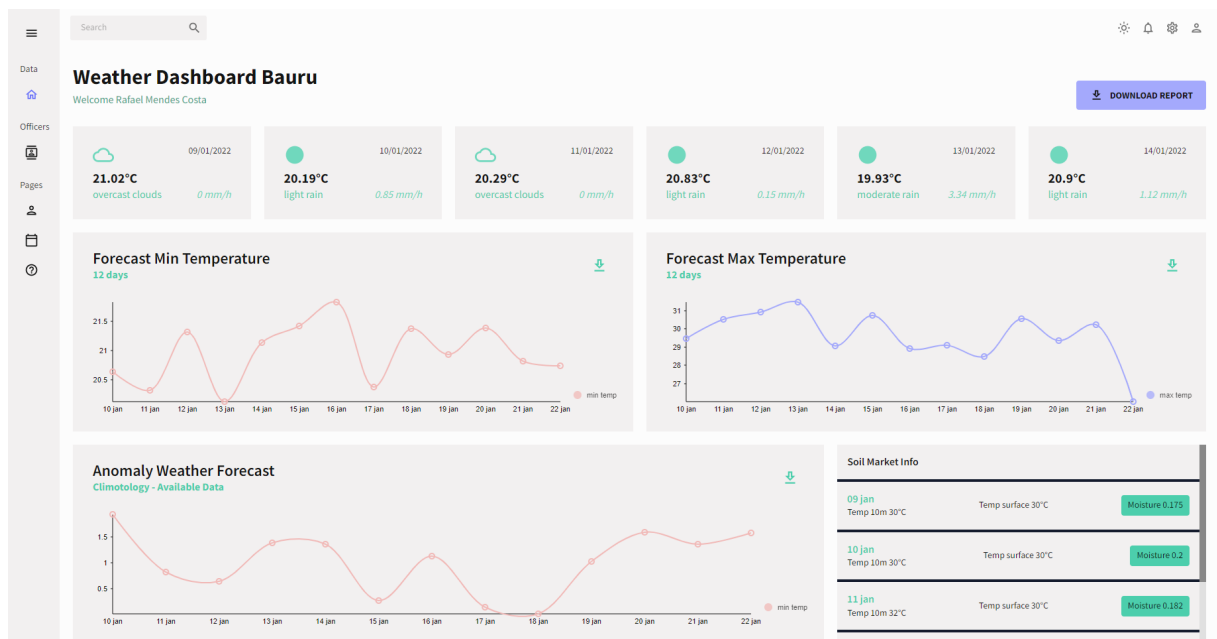 Search
Data
Officers
Pages
Weather Dashboard Bauru
Welcome Rafael Mendes Costa
DOWNLOAD REPORT
09/01/2022
21.02°C
overcast clouds 0 mm/h
10/01/2022
20.19°C
light rain 0.85 mm/h
11/01/2022
20.29°C
overcast clouds 0 mm/h
12/01/2022
20.83°C
light rain 0.15 mm/h
13/01/2022
19.93°C
moderate rain 3.34 mm/h
14/01/2022
20.9°C
light rain 1.12 mm/h
Forecast Min Temperature
12 days
21.5
21
20.5
10 jan 11 jan 12 jan 13 jan 14 jan 15 jan 16 jan 17 jan 18 jan 19 jan 20 jan 21 jan 22 jan
min temp
Forecast Max Temperature
12 days
31
30
29
28
27
10 jan 11 jan 12 jan 13 jan 14 jan 15 jan 16 jan 17 jan 18 jan 19 jan 20 jan 21 jan 22 jan
max temp
Anomaly Weather Forecast
Climotology - Available Data
1.5
1
0.5
10 jan 11 jan 12 jan 13 jan 14 jan 15 jan 16 jan 17 jan 18 jan 19 jan 20 jan 21 jan 22 jan
min temp
Soil Market Info
09 jan
Temp 10m 30°C
Temp surface 30°C
Moisture 0.175
10 jan
Temp 10m 30°C
Temp surface 30°C
Moisture 0.2
11 jan
Temp 10m 32°C
Temp surface 30°C
Moisture 0.182